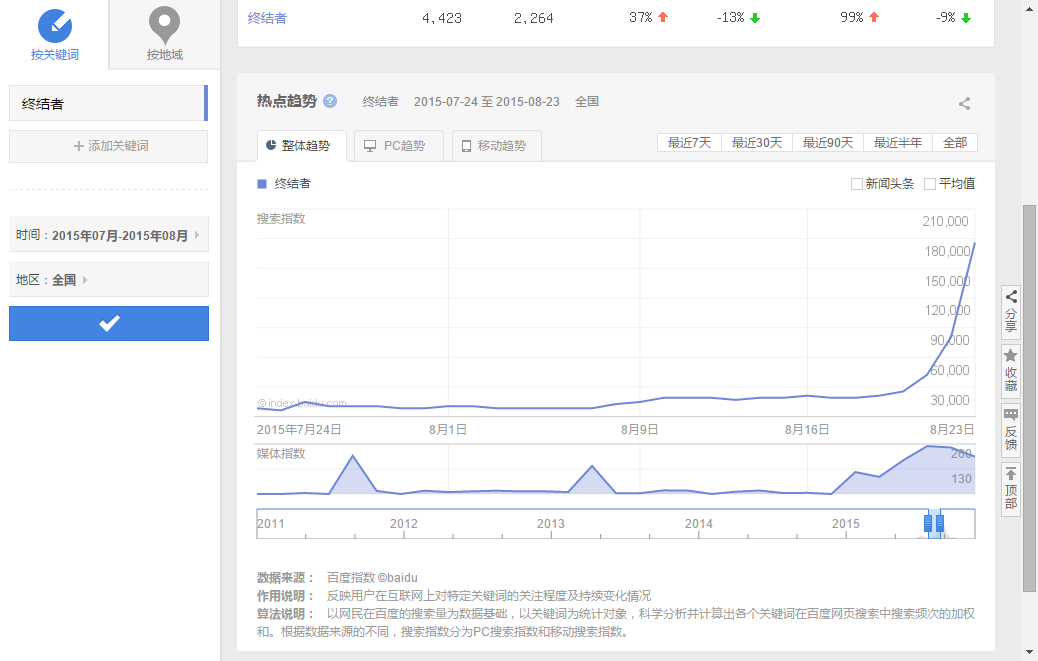 按关键词
按地域
终结者 4,423 2,264 37% -13% 99% -9%
终结者
添加关键词
时间：2015年07月-2015年08月
地区：全国
热点趋势 ? 终结者 2015-07-24 至 2015-08-23 全国
整体趋势 PC趋势 移动趋势 最近7天 最近30天 最近90天 最近半年 全部
终结者 新闻头条 平均值
搜索指数
210,000
180,000
150,000
120,000
90,000
60,000
30,000
©index.baidu.com
2015年7月24日 8月1日 8月9日 8月16日 8月23日
媒体指数
260
130
2011 2012 2013 2014 2015
数据来源： 百度指数 ©baidu
作用说明： 反映用户在互联网上对特定关键词的关注程度及持续变化情况
算法说明： 以网民在百度的搜索量为数据基础，以关键词为统计对象，科学分析并计算出各个关键词在百度网页搜索中搜索频次的加权
和。根据数据来源的不同，搜索指数分为PC搜索指数和移动搜索指数。
分享
收藏
反馈
顶部